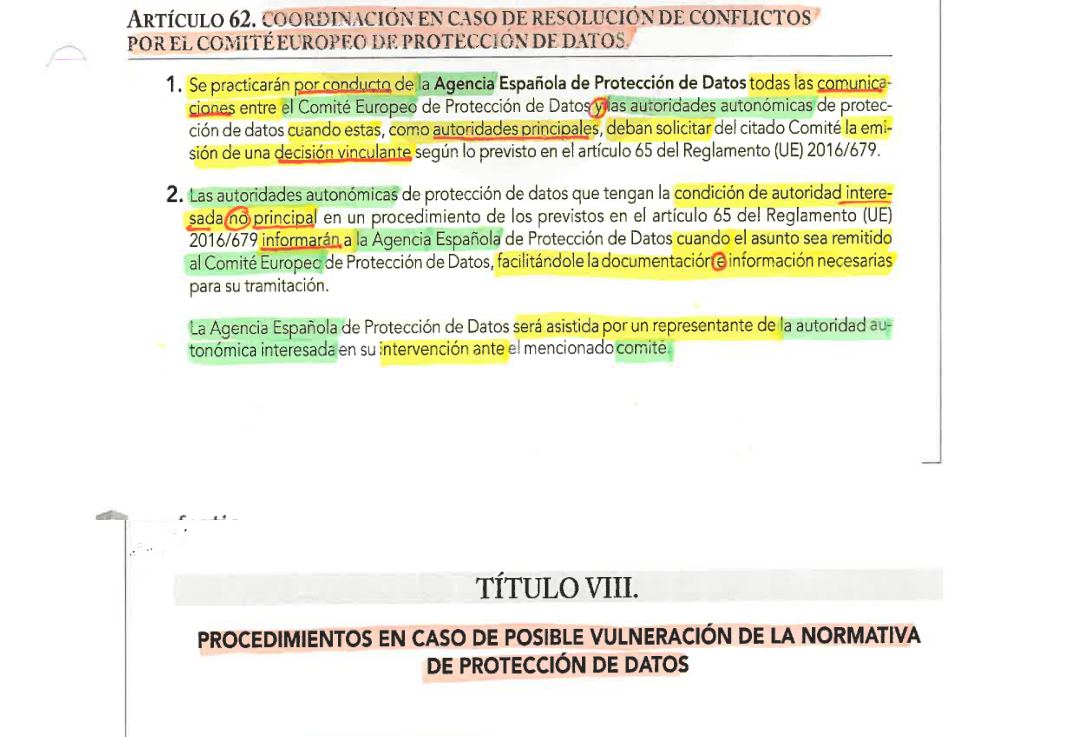 ARTÍCULO 62. COORDINACIÓN EN CASO DE RESOLUCIÓN DE CONFLICTOS
POR EL COMITÉ EUROPEO DE PROTECCIÓN DE DATOS.
1. Se practicarán por conducto de la Agencia Española de Protección de Datos todas las comunica-
ciones entre el Comité Europeo de Protección de Datos y las autoridades autonómicas de protec-
ción de datos cuando estas, como autoridades principales, deban solicitar del citado Comité la emi-
sión de una decisión vinculante según lo previsto en el artículo 65 del Reglamento (UE) 2016/679.
2. Las autoridades autonómicas de protección de datos que tengan la condición de autoridad intere-
sada no principal en un procedimiento de los previstos en el artículo 65 del Reglamento (UE)
2016/679 informarán a la Agencia Española de Protección de Datos cuando el asunto sea remitido
al Comité Europeo de Protección de Datos, facilitándole la documentación e información necesarias
para su tramitación.
La Agencia Española de Protección de Datos será asistida por un representante de la autoridad au-
tonómica interesada en su intervención ante el mencionado comité.
TÍTULO VIII.
PROCEDIMIENTOS EN CASO DE POSIBLE VULNERACIÓN DE LA NORMATIVA
DE PROTECCIÓN DE DATOS